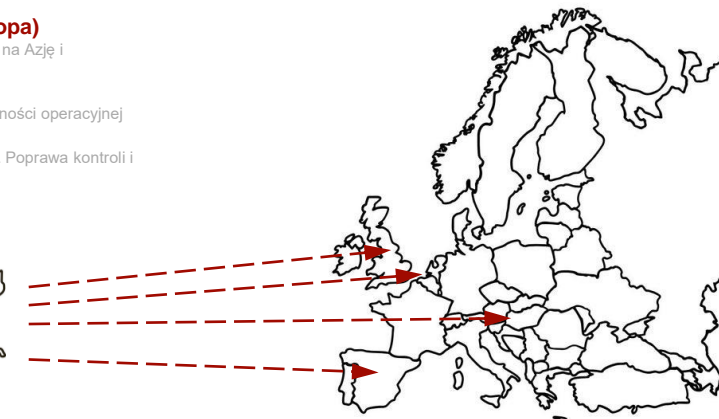 opa)
na Azję i
ności operacyjnej
Poprawa kontroli i